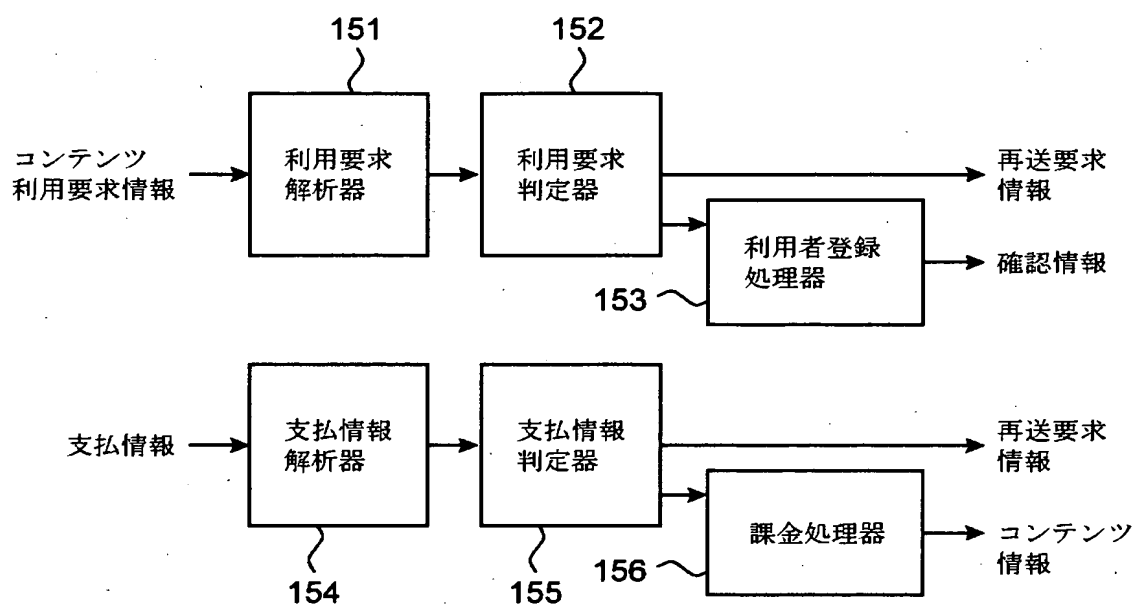 151
152
コンテンツ
利用要求情報
利用要求
解析器
利用要求
判定器
再送要求
情報
利用者登録
処理器
確認情報
153
支払情報
支払情報
解析器
支払情報
判定器
再送要求
情報
課金処理器
コンテンツ
情報
154
155
156